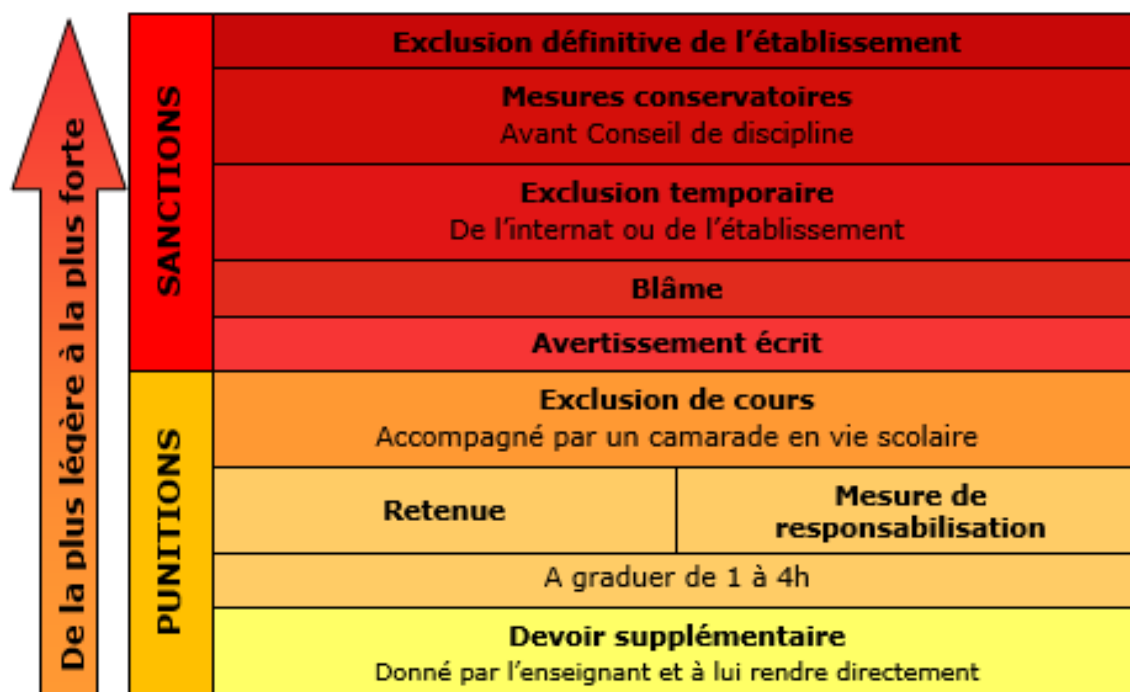 De la plus légère à la plus forte
SANCTIONS
Exclusion définitive de l'établissement
Mesures conservatoires
Avant Conseil de discipline
Exclusion temporaire
De l'internat ou de l'établissement
Blâme
Avertissement écrit
PUNITIONS
Exclusion de cours
Accompagné par un camarade en vie scolaire
Retenue
Mesure de
responsabilisation
A graduer de 1 à 4h
Devoir supplémentaire
Donné par l'enseignant et à lui rendre directement